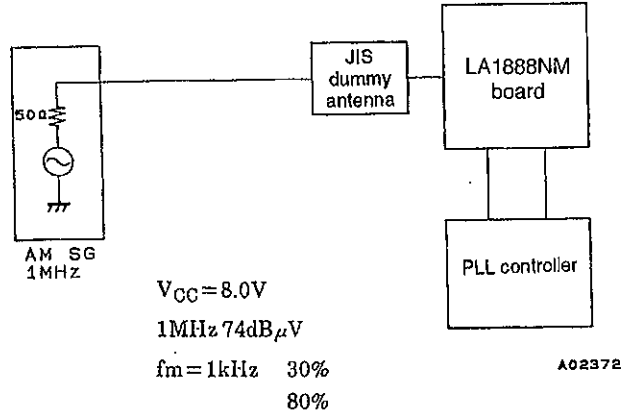 JIS
dummy
antenna
LA1888NM
board
50Ω
AM SG
1MHz
PLL controller
VCC=8.0V
1MHz 74dBμV
fm=1kHz 30%
80%
A02372